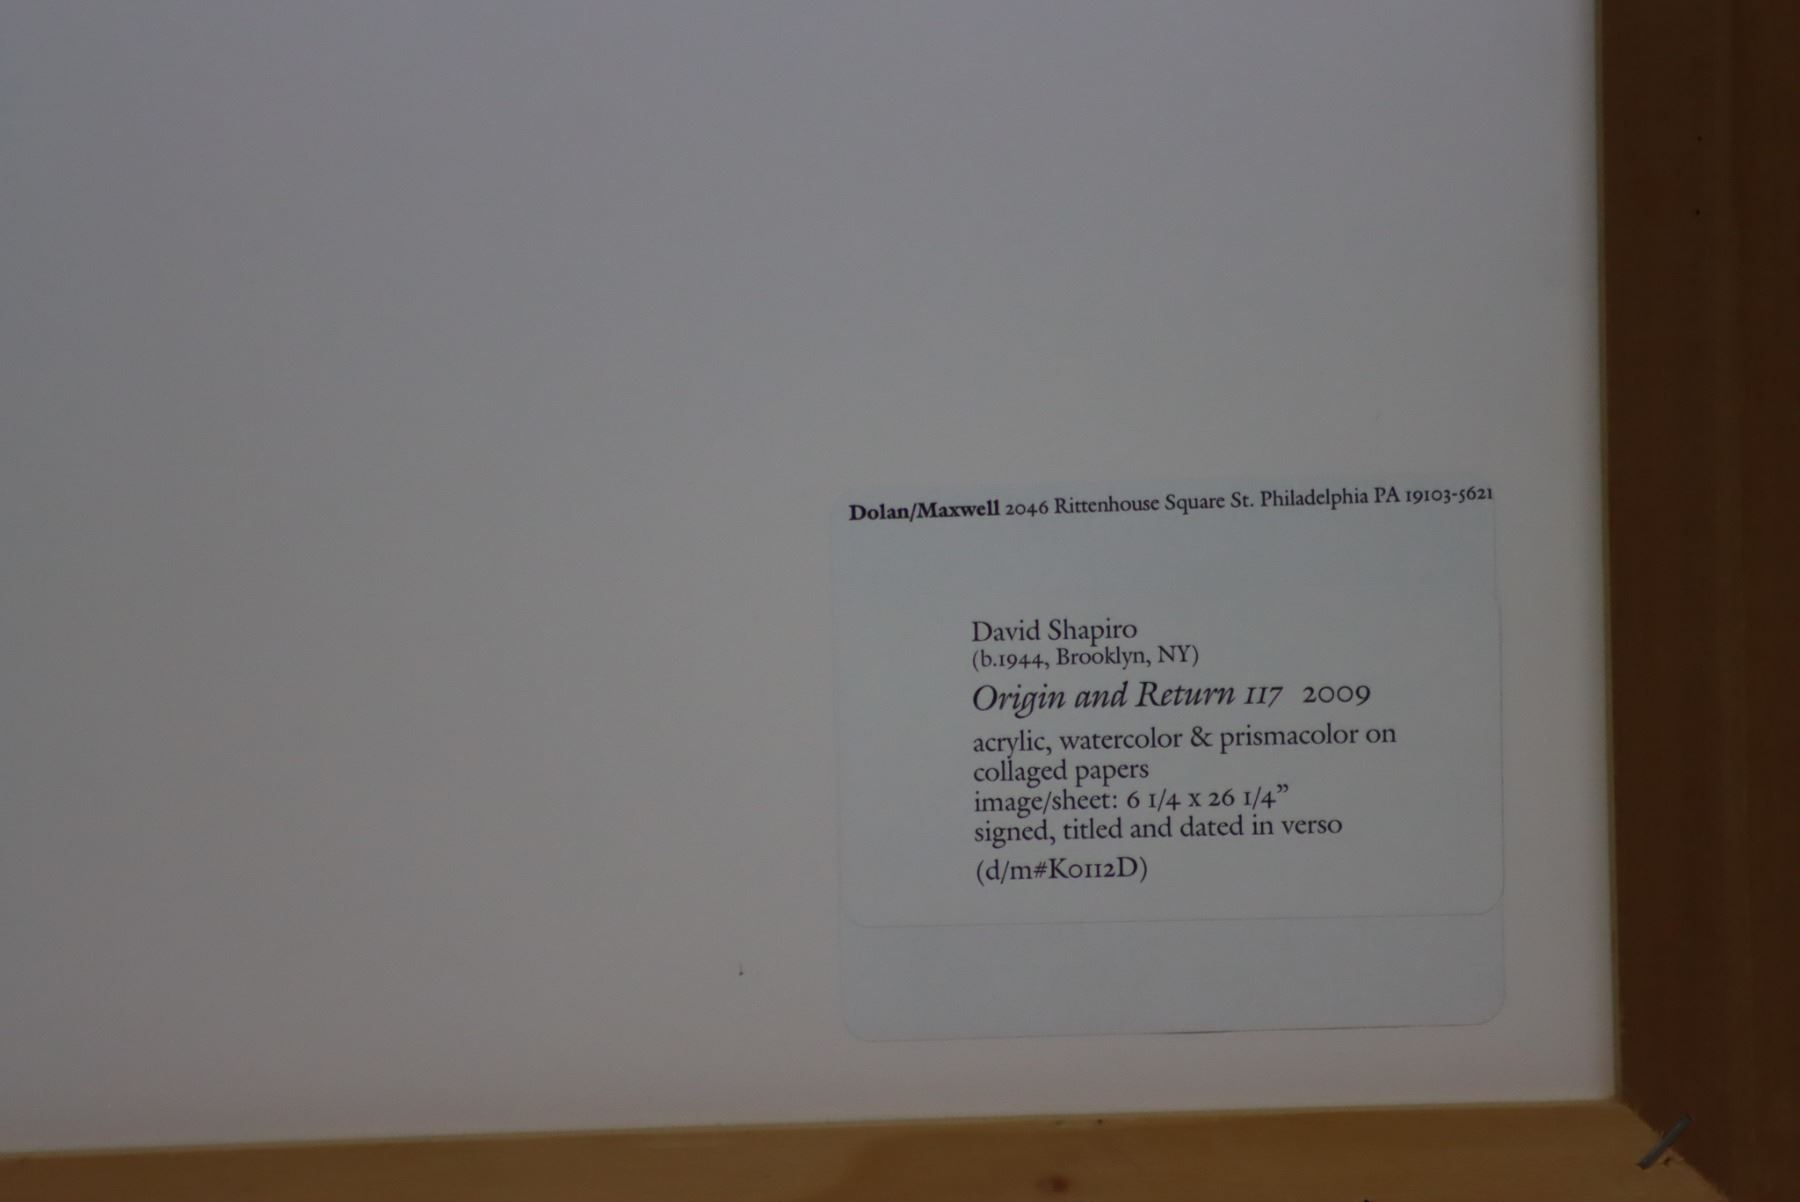 Dolan/Maxwell 2046 Rittenhouse Square St. Philadelphia PA 19103-5621
David Shapiro
(b.1944, Brooklyn, NY)
Origin and Return 117 2009
acrylic, watercolor & prismacolor on
collaged papers
image/sheet: 6 1/4 x 26 1/4”
signed, titled and dated in verso
(d/m#K0112D)